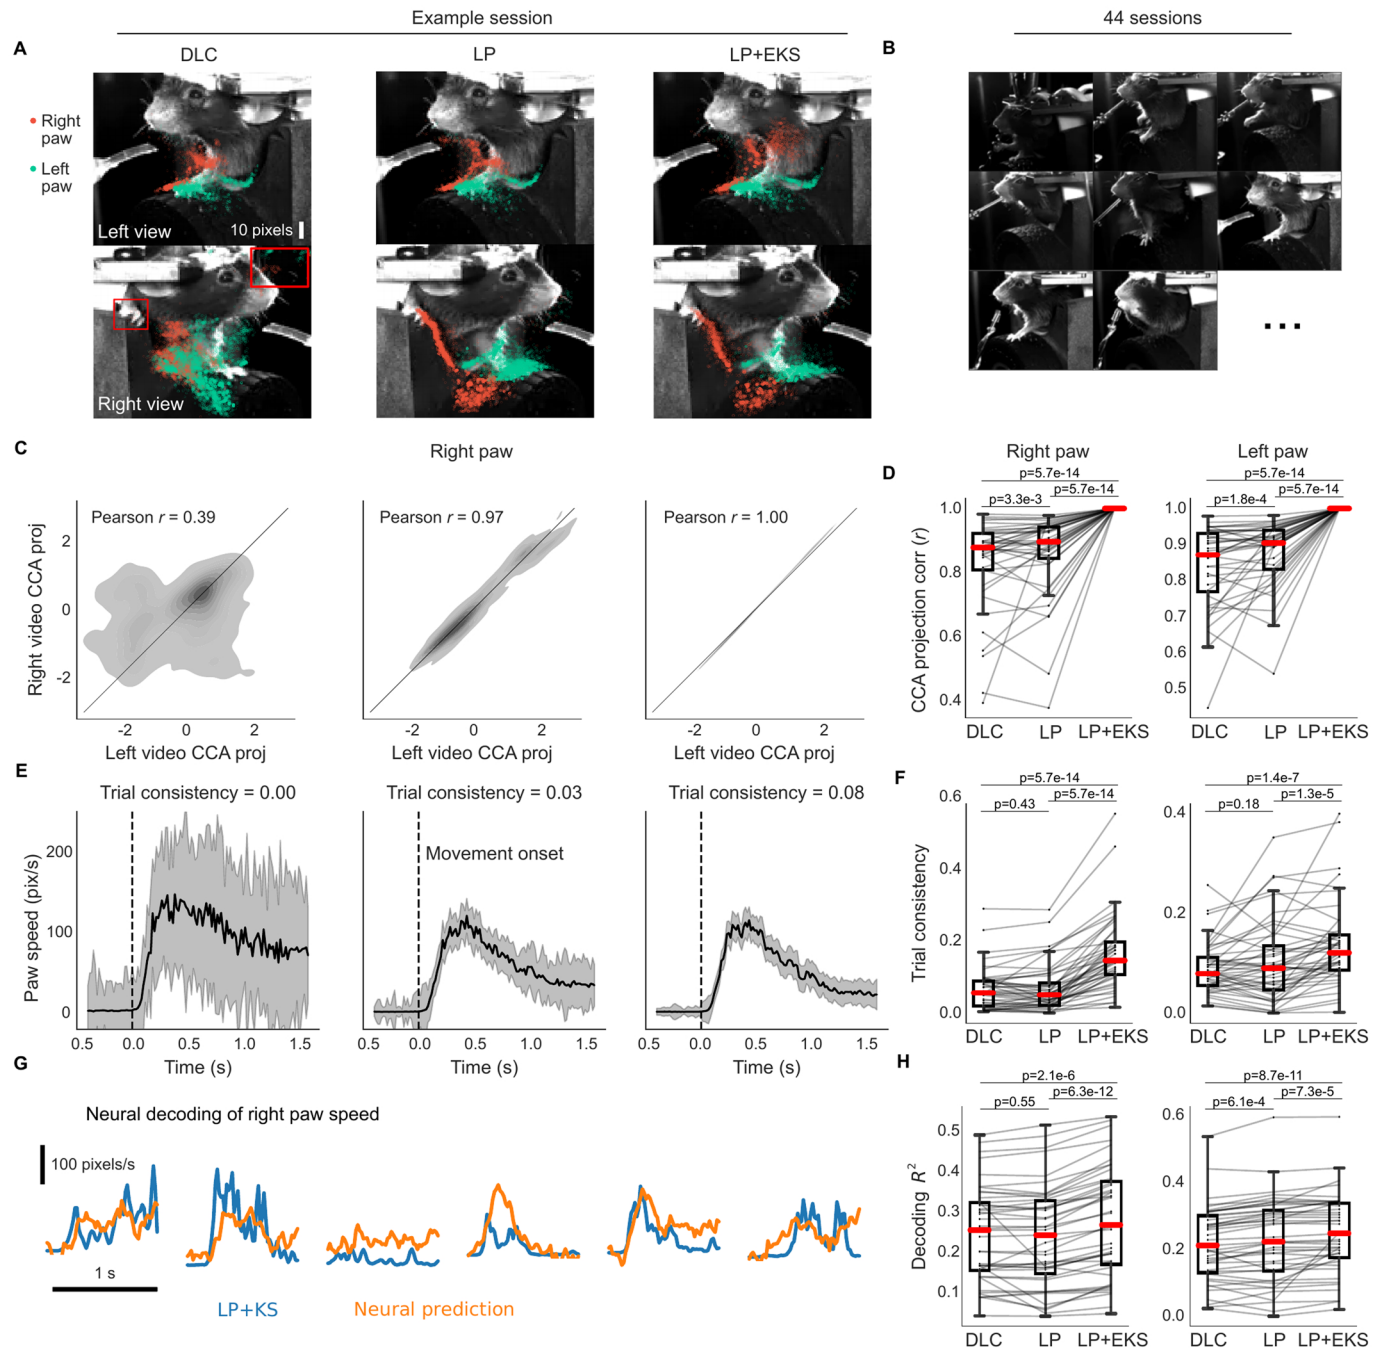 Example session
44 sessions
A
DLC
LP
LP+EKS
B
Right
paw
Left
paw
Left view
10 pixels
Right view
...
C
Right paw
Pearson r = 0.39
Pearson r = 0.97
Pearson r = 1.00
Right video CCA proj
2
0
-2
-2
0
2
-2
0
2
-2
0
2
Left video CCA proj
Left video CCA proj
Left video CCA proj
D
Right paw
Left paw
p=5.7e-14
p=3.3e-3
p=5.7e-14
p=5.7e-14
p=1.8e-4
p=5.7e-14
CCA projection corr (r)
1.0
0.8
0.6
0.4
1.0
0.9
0.8
0.7
0.6
0.5
DLC
LP
LP+EKS
DLC
LP
LP+EKS
E
Trial consistency = 0.00
Trial consistency = 0.03
Trial consistency = 0.08
Movement onset
Paw speed (pix/s)
200
100
0
0.5
0.0
0.5
1.0
1.5
0.5
0.0
0.5
1.0
1.5
0.5
0.0
0.5
1.0
1.5
Time (s)
Time (s)
Time (s)
F
p=5.7e-14
p=0.43
p=5.7e-14
p=1.4e-7
p=0.18
p=1.3e-5
Trial consistency
0.6
0.4
0.2
0.0
0.4
0.2
0.0
DLC
LP
LP+EKS
DLC
LP
LP+EKS
G
Neural decoding of right paw speed
100 pixels/s
1 s
LP+KS
Neural prediction
H
p=2.1e-6
p=0.55
p=6.3e-12
p=8.7e-11
p=6.1e-4
p=7.3e-5
Decoding R²
0.5
0.4
0.3
0.2
0.1
0.6
0.4
0.2
0.0
DLC
LP
LP+EKS
DLC
LP
LP+EKS